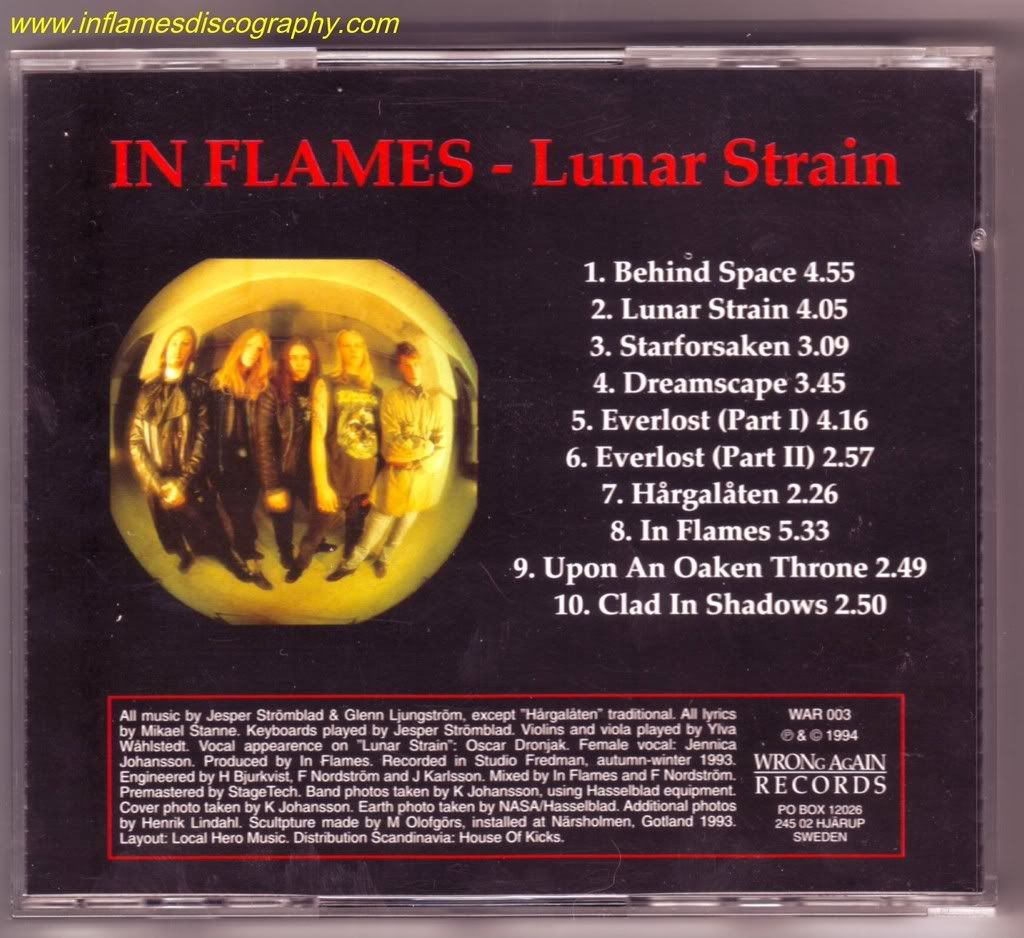 www.inflamesdiscography.com
IN FLAMES - Lunar Strain
1. Behind Space 4.55
2. Lunar Strain 4.05
3. Starforsaken 3.09
4. Dreamscape 3.45
5. Everlost (Part I) 4.16
6. Everlost (Part II) 2.57
7. Hårgalåten 2.26
8. In Flames 5.33
9. Upon An Oaken Throne 2.49
10. Clad In Shadows 2.50
All music by Jesper Strömblad & Glenn Ljungström, except "Hårgalåten" traditional. All lyrics
by Mikael Stanne. Keyboards played by Jesper Strömblad. Violins and viola played by Ylva
Wåhlstedt. Vocal appearence on "Lunar Strain": Oscar Dronjak. Female vocal: Jennica
Johansson. Produced by In Flames. Recorded in Studio Fredman, autumn-winter 1993.
Engineered by H Bjurkvist, F Nordström and J Karlsson. Mixed by In Flames and F Nordström.
Premastered by StageTech. Band photos taken by K Johansson, using Hasselblad equipment.
Cover photo taken by K Johansson. Earth photo taken by NASA/Hasselblad. Additional photos
by Henrik Lindahl. Scultpture made by M Olofgörs, installed at Närsholmen, Gotland 1993.
Layout: Local Hero Music. Distribution Scandinavia: House Of Kicks.
WAR 003
℗ & © 1994
WRONG AGAIN
RECORDS
PO BOX 12026
245 02 HJÄRUP
SWEDEN